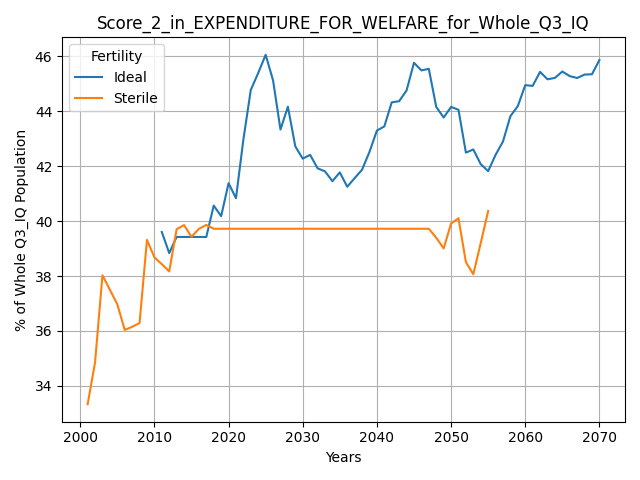 Score_2_in_EXPENDITURE_FOR_WELFARE_for_Whole_Q3_IQ
Fertility
Ideal
Sterile
% of Whole Q3_IQ Population
46
44
42
40
38
36
34
2000
2010
2020
2030
2040
2050
2060
2070
Years